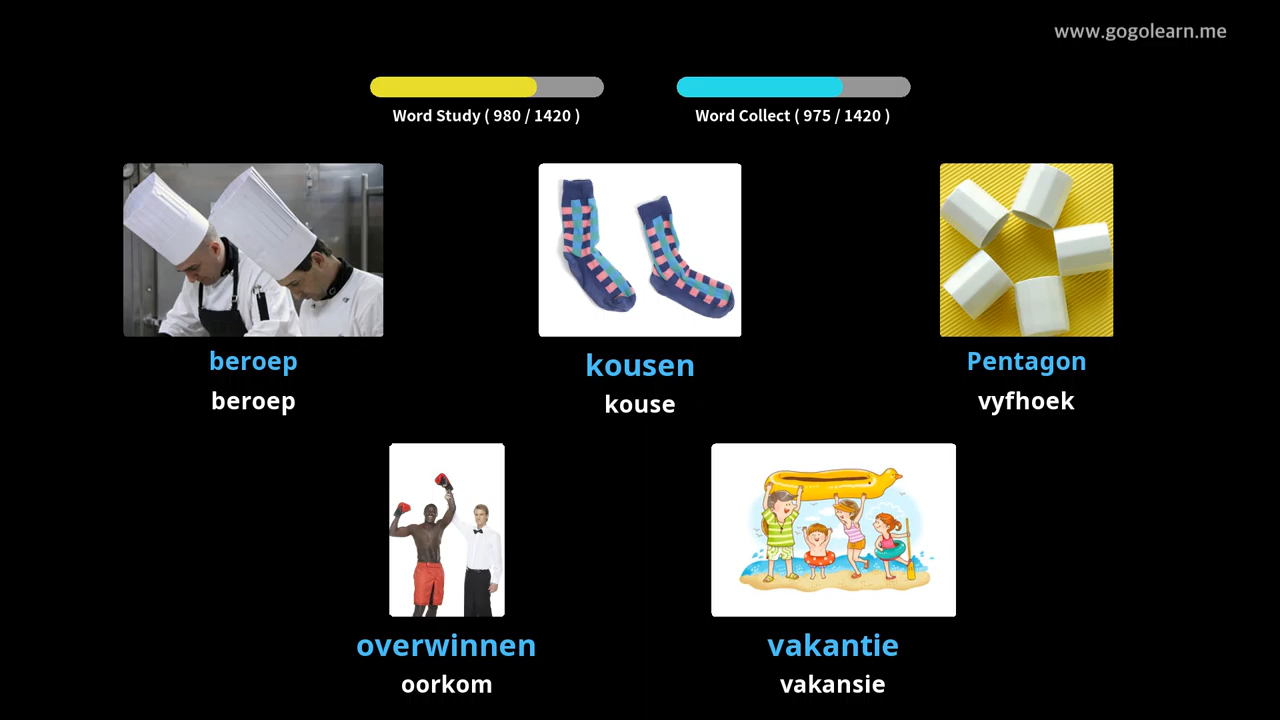 www.gogolearn.me
Word Study ( 980 / 1420 )
Word Collect ( 975 / 1420 )
beroep
beroep
kousen
kouse
Pentagon
vyfhoek
overwinnen
oorkom
vakantie
vakansie